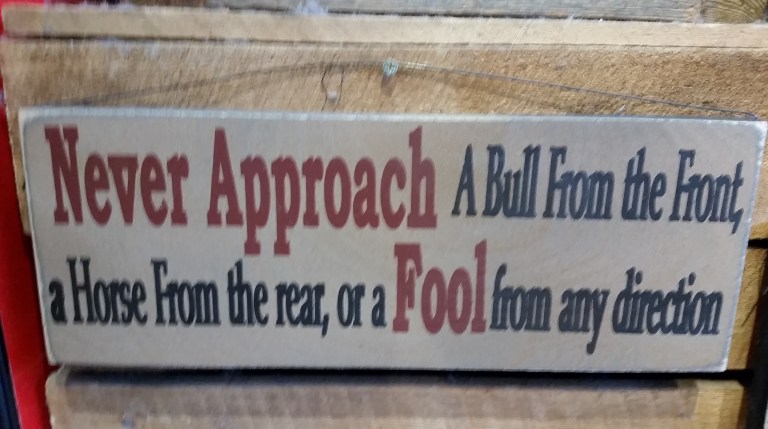 Never Approach A Bull From the Front,
a Horse From the rear, or a Fool from any direction